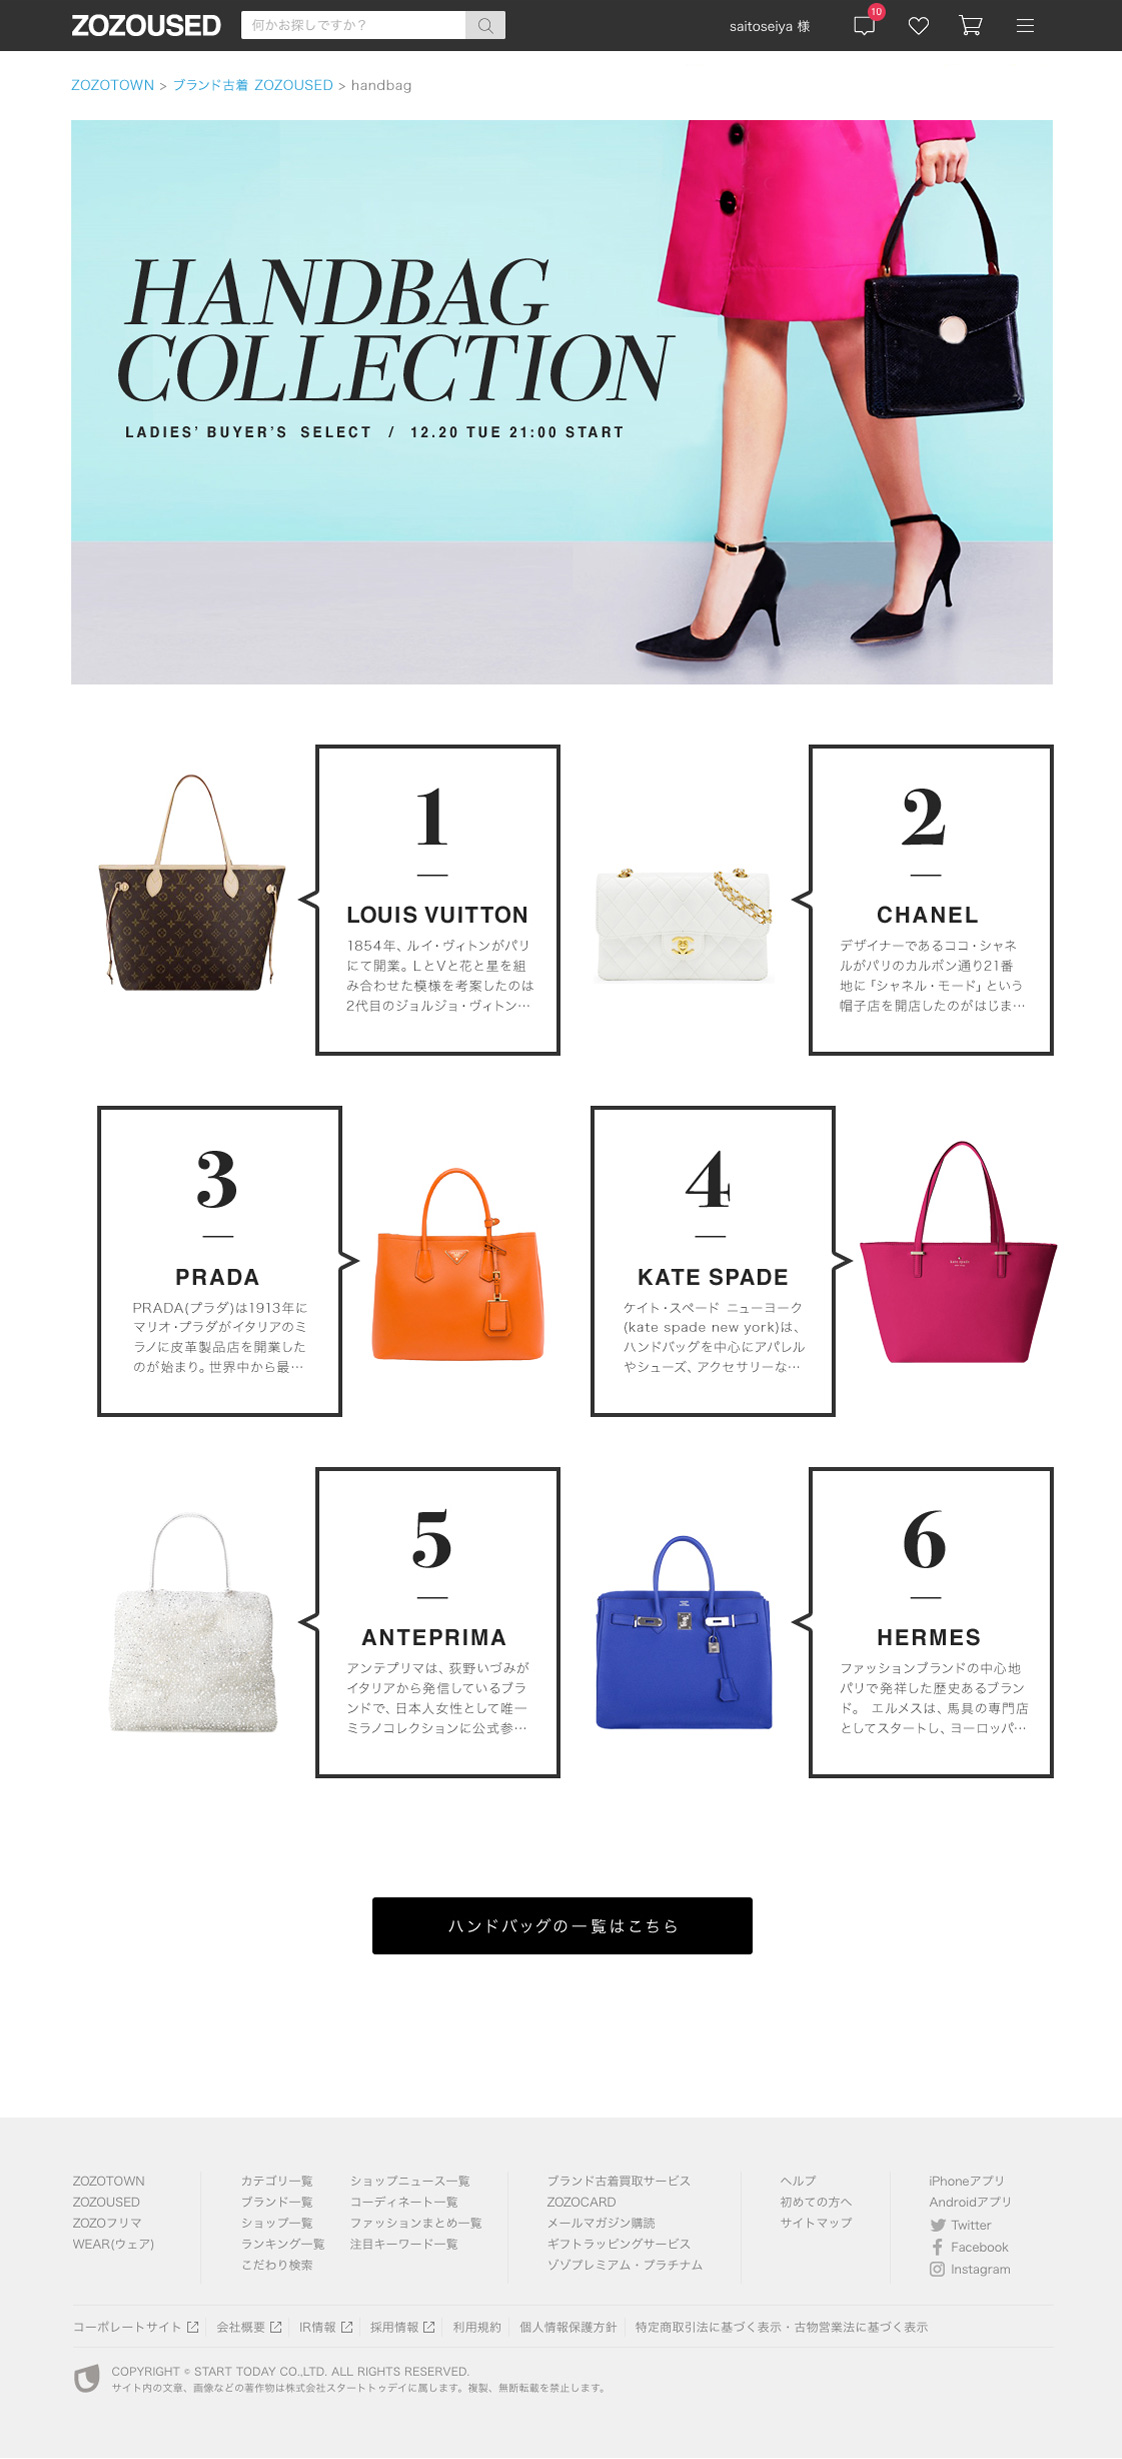 ZOZOUSED
何かお探しですか？
saitoseiya 様
10
ZOZOTOWN > ブランド古着 ZOZOUSED > handbag
HANDBAG
COLLECTION
LADIES' BUYER'S SELECT / 12.20 TUE 21:00 START
1
LOUIS VUITTON
1854年、ルイ・ヴィトンがパリ
にて開業。LとVと花と星を組
み合わせた模様を考案したのは
2代目のジョルジョ・ヴィトン…
2
CHANEL
デザイナーであるココ・シャネ
ルがパリのカルボン通り21番
地に「シャネル・モード」という
帽子店を開店したのがはじま…
3
PRADA
PRADA(プラダ)は1913年に
マリオ・プラダがイタリアのミ
ラノに皮革製品店を開業した
のが始まり。世界中から最…
4
KATE SPADE
ケイト・スペード ニューヨーク
(kate spade new york)は、
ハンドバッグを中心にアパレル
やシューズ、アクセサリーな…
5
ANTEPRIMA
アンテプリマは、荻野いづみが
イタリアから発信しているブラ
ンドで、日本人女性として唯一
ミラノコレクションに公式参…
6
HERMES
ファッションブランドの中心地
パリで発祥した歴史あるブラン
ド。 エルメスは、馬具の専門店
としてスタートし、ヨーロッパ…
ハンドバッグの一覧はこちら
ZOZOTOWN
ZOZOUSED
ZOZOフリマ
WEAR(ウェア)
カテゴリ一覧
ブランド一覧
ショップ一覧
ランキング一覧
こだわり検索
ショップニュース一覧
コーディネート一覧
ファッションまとめ一覧
注目キーワード一覧
ブランド古着買取サービス
ZOZOCARD
メールマガジン購読
ギフトラッピングサービス
ゾゾプレミアム・プラチナム
ヘルプ
初めての方へ
サイトマップ
iPhoneアプリ
Androidアプリ
Twitter
Facebook
Instagram
コーポレートサイト 会社概要 IR情報 採用情報 利用規約 個人情報保護方針 特定商取引法に基づく表示・古物営業法に基づく表示
COPYRIGHT © START TODAY CO.,LTD. ALL RIGHTS RESERVED.
サイト内の文章、画像などの著作物は株式会社スタートトゥデイに属します。複製、無断転載を禁止します。